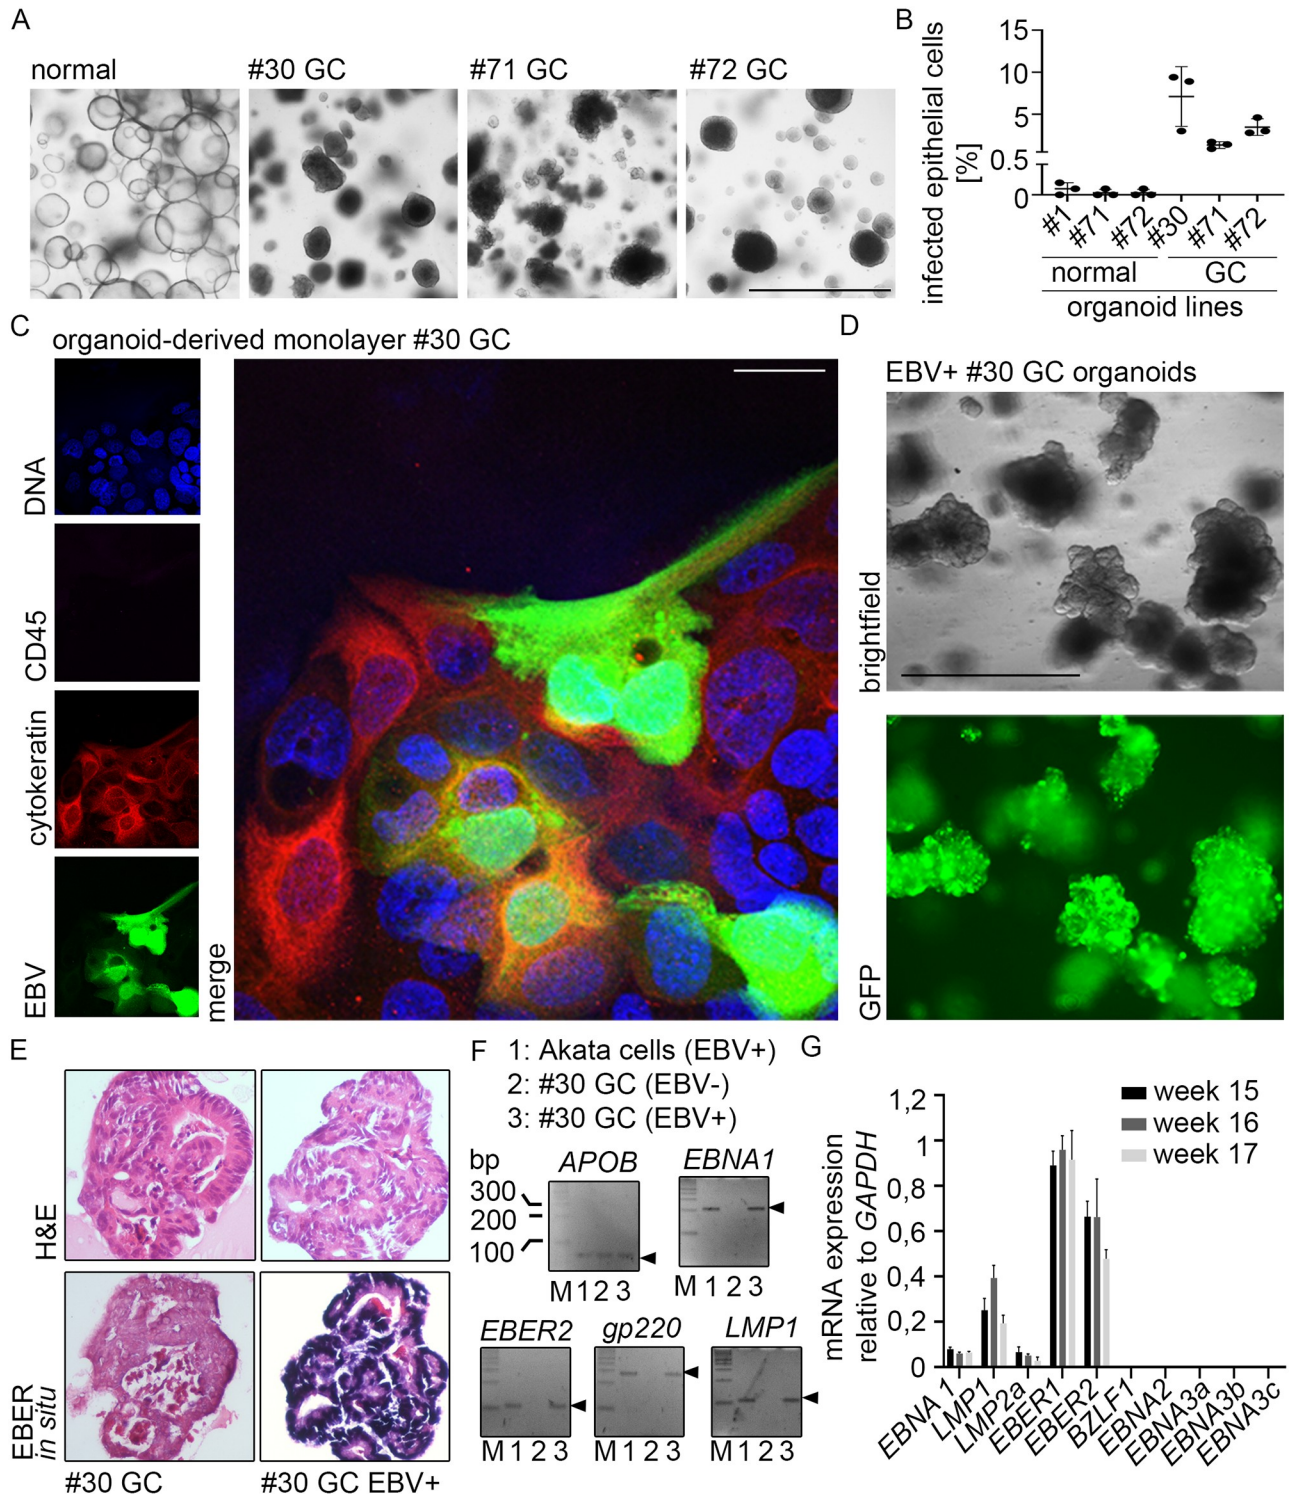 A
normal
#30 GC
#71 GC
#72 GC
B
infected epithelial cells
[%]
15
10
5
0.5
0
#1
#71
#72
#30
#71
#72
normal
GC
organoid lines
C
organoid-derived monolayer #30 GC
DNA
CD45
cytokeratin
EBV
merge
D
EBV+ #30 GC organoids
brightfield
GFP
E
H&E
EBER
in situ
#30 GC
#30 GC EBV+
F
1: Akata cells (EBV+)
2: #30 GC (EBV-)
3: #30 GC (EBV+)
bp
300
200
100
APOB
M 1 2 3
EBNA1
M 1 2 3
EBER2
M 1 2 3
gp220
M 1 2 3
LMP1
M 1 2 3
G
mRNA expression
relative to GAPDH
1,2
1
0,8
0,6
0,4
0,2
0
week 15
week 16
week 17
EBNA 1
LMP1
LMP2a
EBER1
EBER2
BZLF1
EBNA2
EBNA3a
EBNA3b
EBNA3c